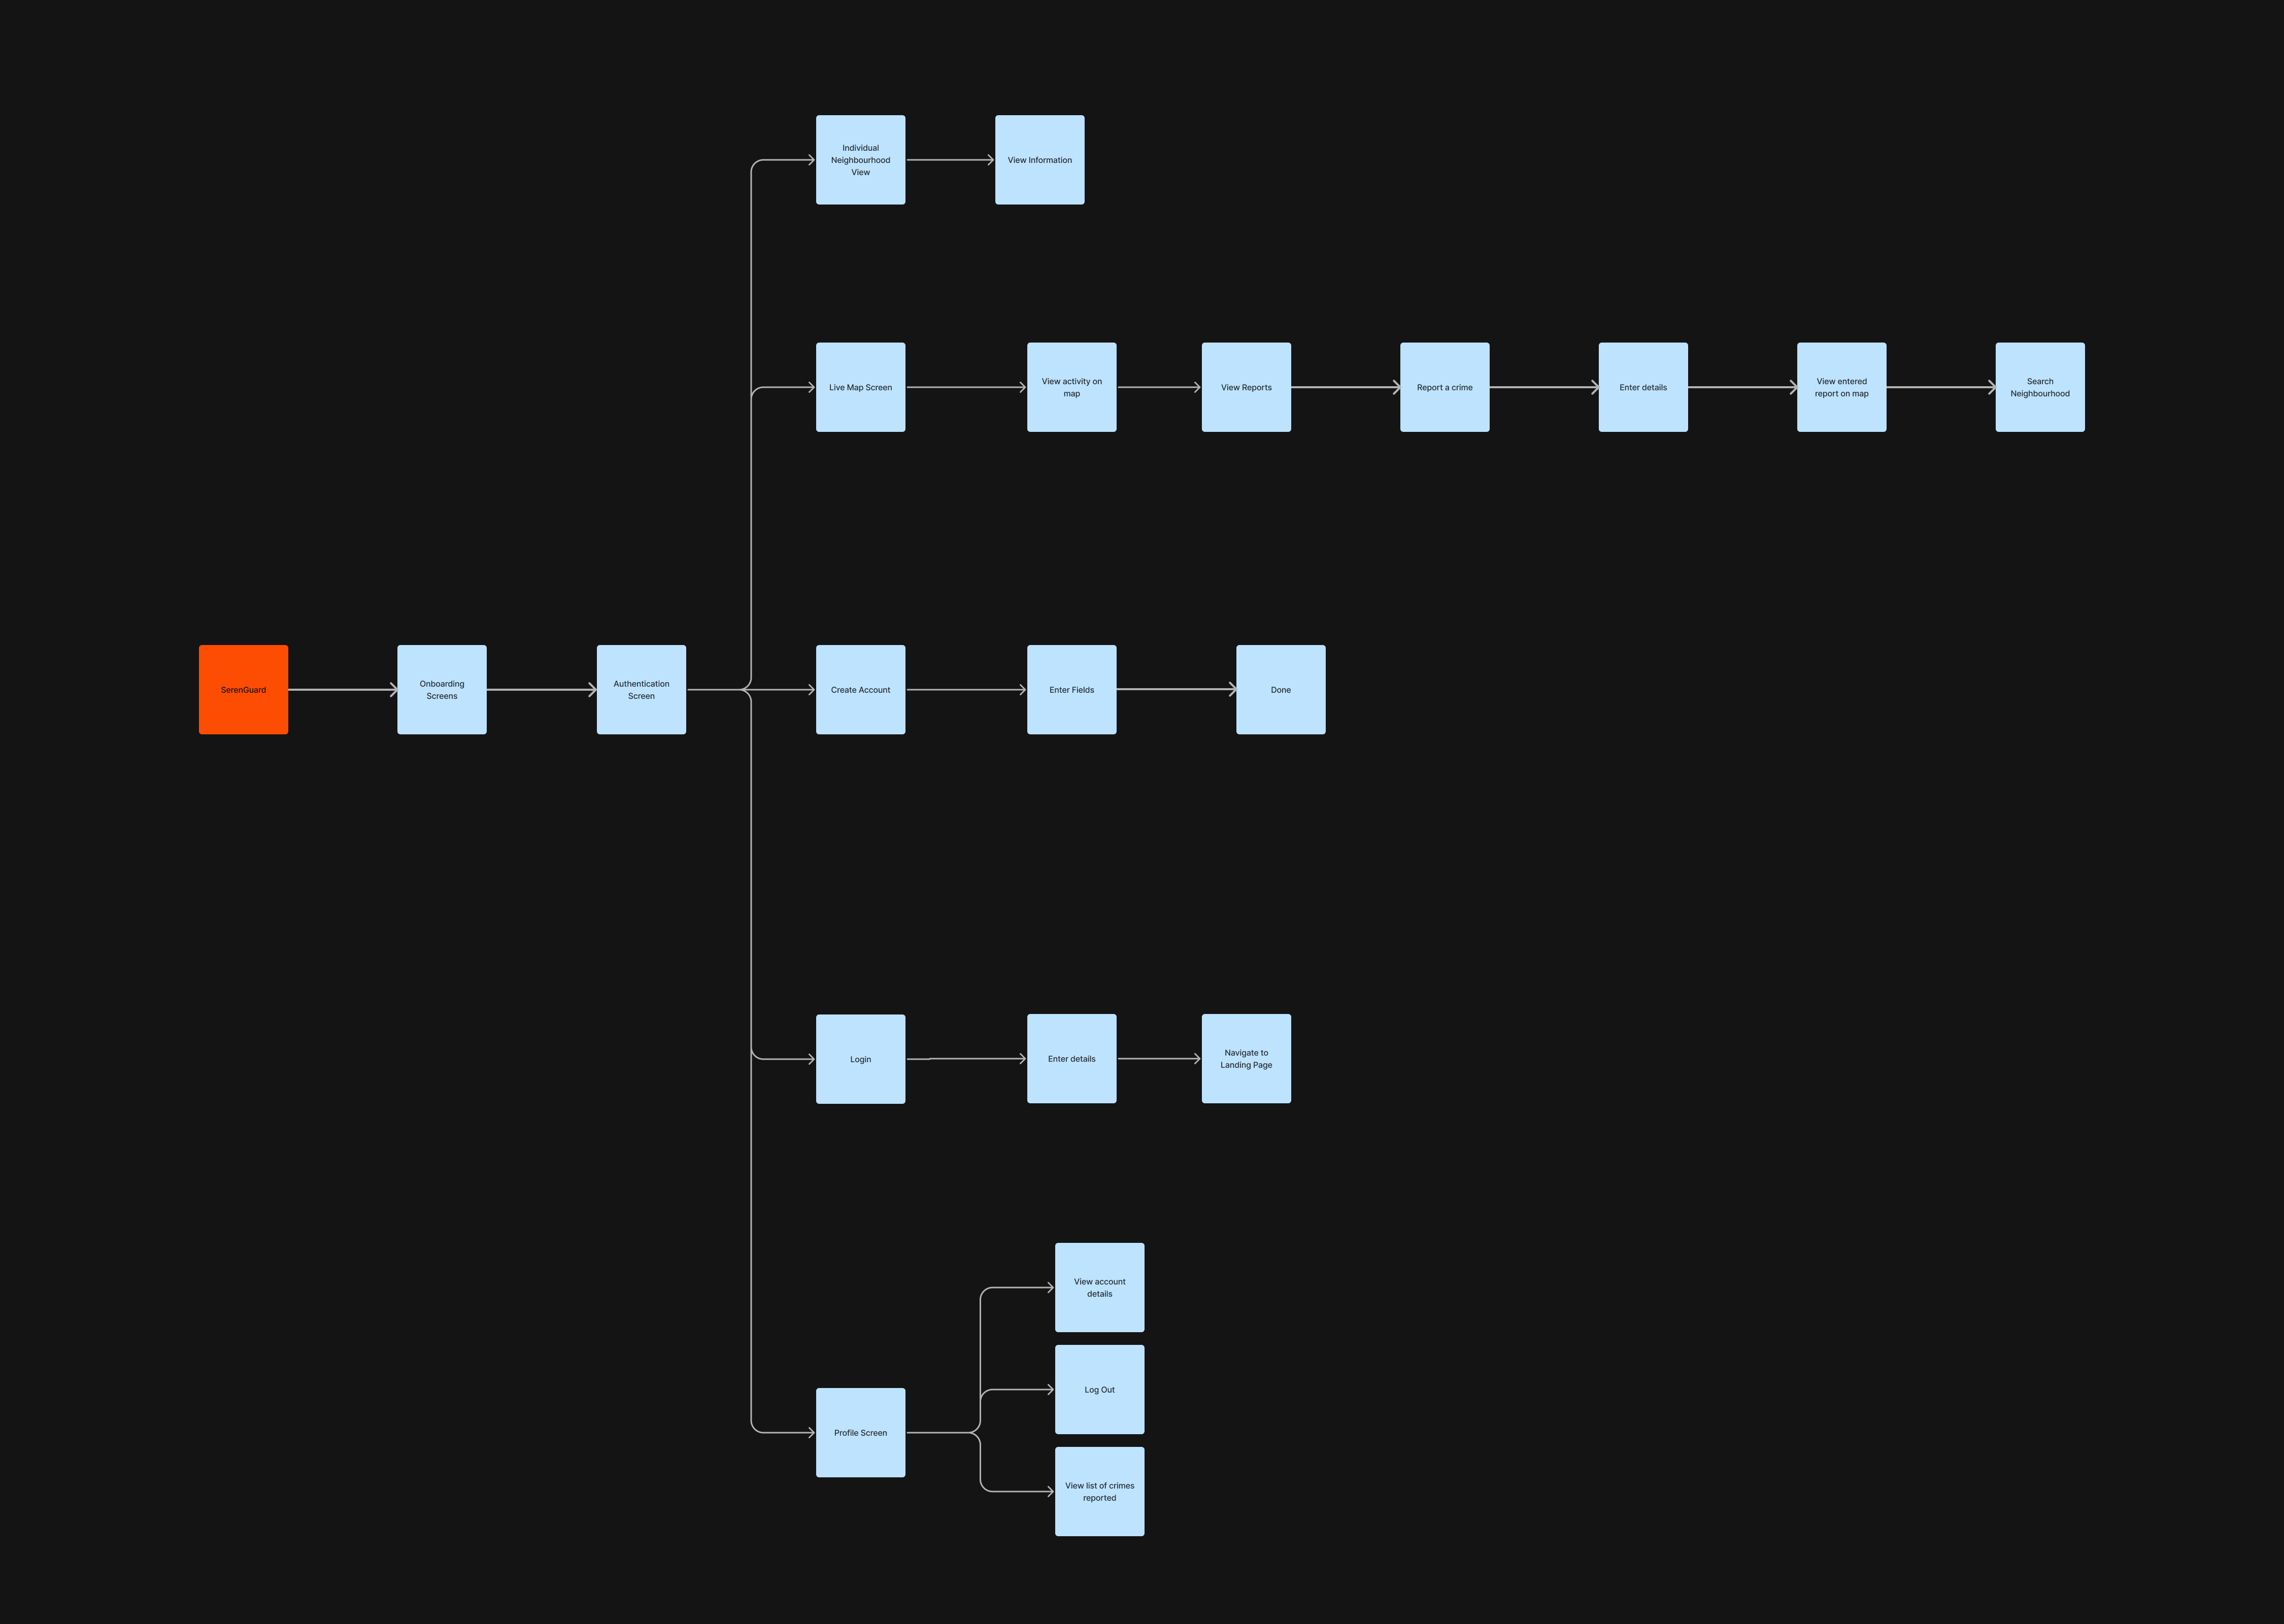 Individual
Neighbourhood
View
View Information
Live Map Screen
View activity on
map
View Reports
Report a crime
Enter details
View entered
report on map
Search
Neighbourhood
SerenGuard
Onboarding
Screens
Authentication
Screen
Create Account
Enter Fields
Done
Login
Enter details
Navigate to
Landing Page
View account
details
Log Out
Profile Screen
View list of crimes
reported